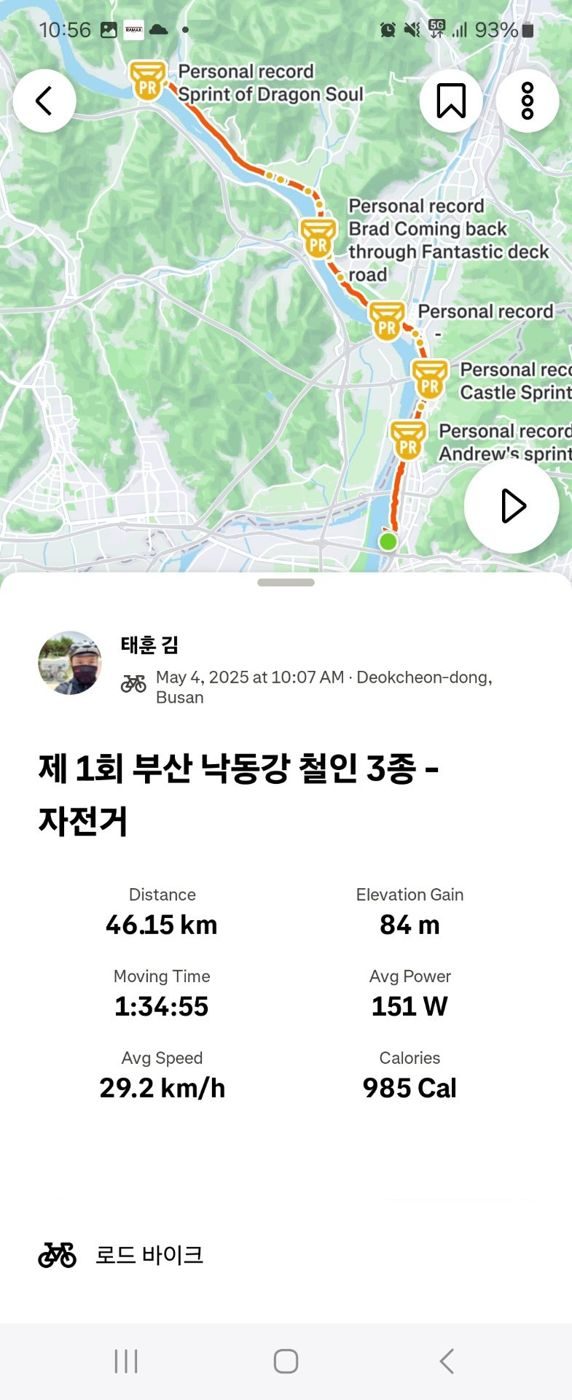 10:56
5G
93%
Personal record
Sprint of Dragon Soul
PR
Personal record
Brad Coming back
through Fantastic deck
road
PR
Personal record
-
PR
Personal reco
Castle Sprint
PR
Personal record
Andrew's sprint
PR
태훈 김
May 4, 2025 at 10:07 AM · Deokcheon-dong,
Busan
제 1회 부산 낙동강 철인 3종 -
자전거
Distance
46.15 km
Elevation Gain
84 m
Moving Time
1:34:55
Avg Power
151 W
Avg Speed
29.2 km/h
Calories
985 Cal
로드 바이크